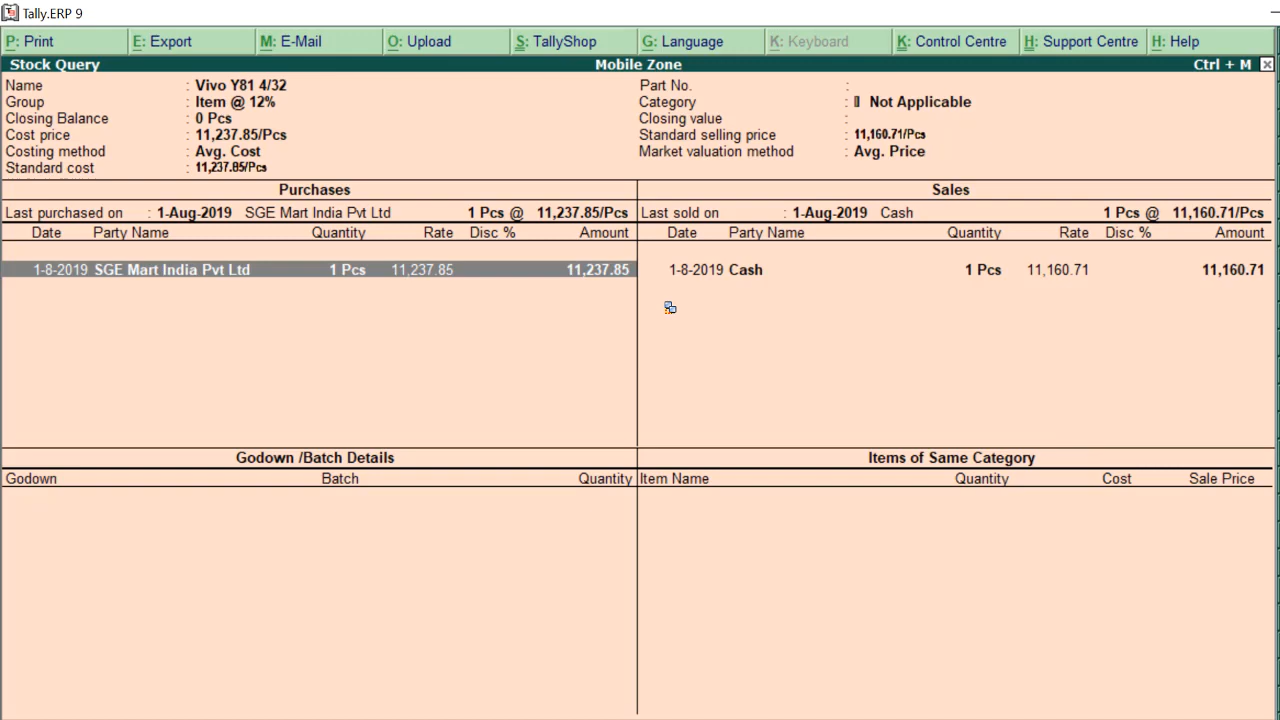 Tally.ERP 9
P: Print E: Export M: E-Mail O: Upload S: TallyShop G: Language K: Keyboard K: Control Centre H: Support Centre H: Help
Stock Query Mobile Zone Ctrl + M
Name : Vivo Y81 4/32 Part No. :
Group : Item @ 12% Category : Not Applicable
Closing Balance : 0 Pcs Closing value :
Cost price : 11,237.85/Pcs Standard selling price : 11,160.71/Pcs
Costing method : Avg. Cost Market valuation method : Avg. Price
Standard cost : 11,237.85/Pcs
Purchases Sales
Last purchased on : 1-Aug-2019 SGE Mart India Pvt Ltd 1 Pcs @ 11,237.85/Pcs Last sold on : 1-Aug-2019 Cash 1 Pcs @ 11,160.71/Pcs
Date Party Name Quantity Rate Disc % Amount Date Party Name Quantity Rate Disc % Amount
1-8-2019 SGE Mart India Pvt Ltd 1 Pcs 11,237.85 11,237.85 1-8-2019 Cash 1 Pcs 11,160.71 11,160.71
Godown /Batch Details Items of Same Category
Godown Batch Quantity Item Name Quantity Cost Sale Price